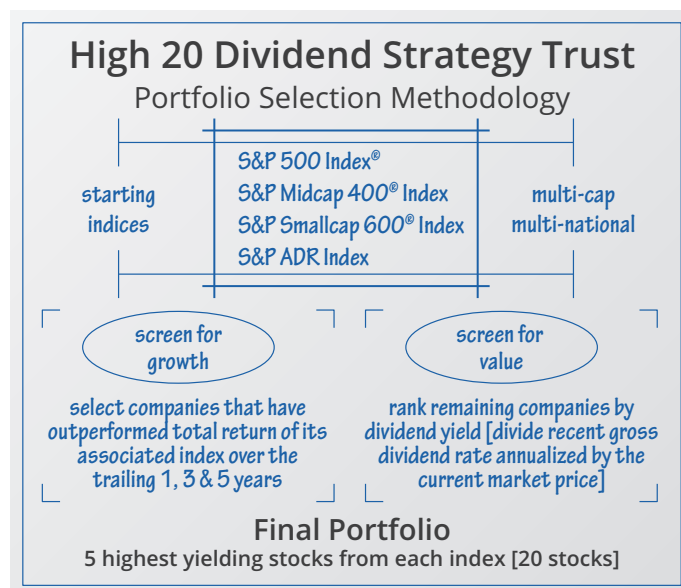 High 20 Dividend Strategy Trust
Portfolio Selection Methodology
starting
indices
S&P 500 Index®
S&P Midcap 400® Index
S&P Smallcap 600® Index
S&P ADR Index
multi-cap
multi-national
screen for
growth
select companies that have
outperformed total return of its
associated index over the
trailing 1, 3 & 5 years
screen for
value
rank remaining companies by
dividend yield [divide recent gross
dividend rate annualized by the
current market price]
Final Portfolio
5 highest yielding stocks from each index [20 stocks]